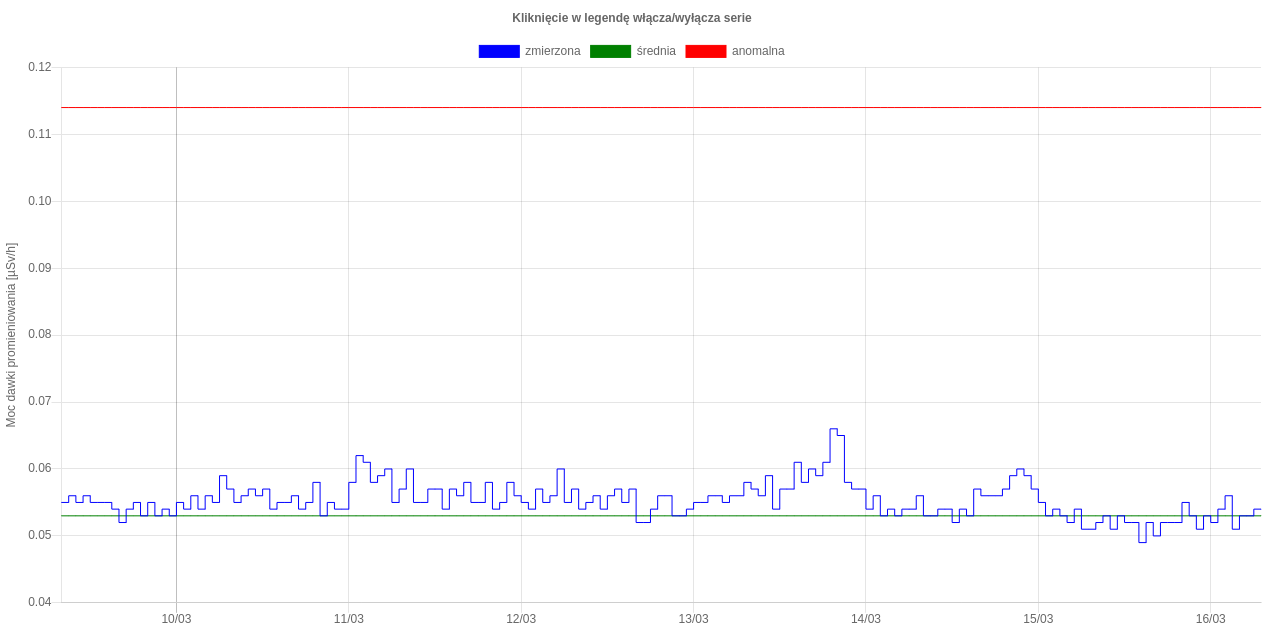 Kliknięcie w legendę włącza/wyłącza serie
zmierzona średnia anomalna
0.12
0.11
0.10
0.09
0.08
0.07
0.06
0.05
0.04
Moc dawki promieniowania [µSv/h]
10/03 11/03 12/03 13/03 14/03 15/03 16/03